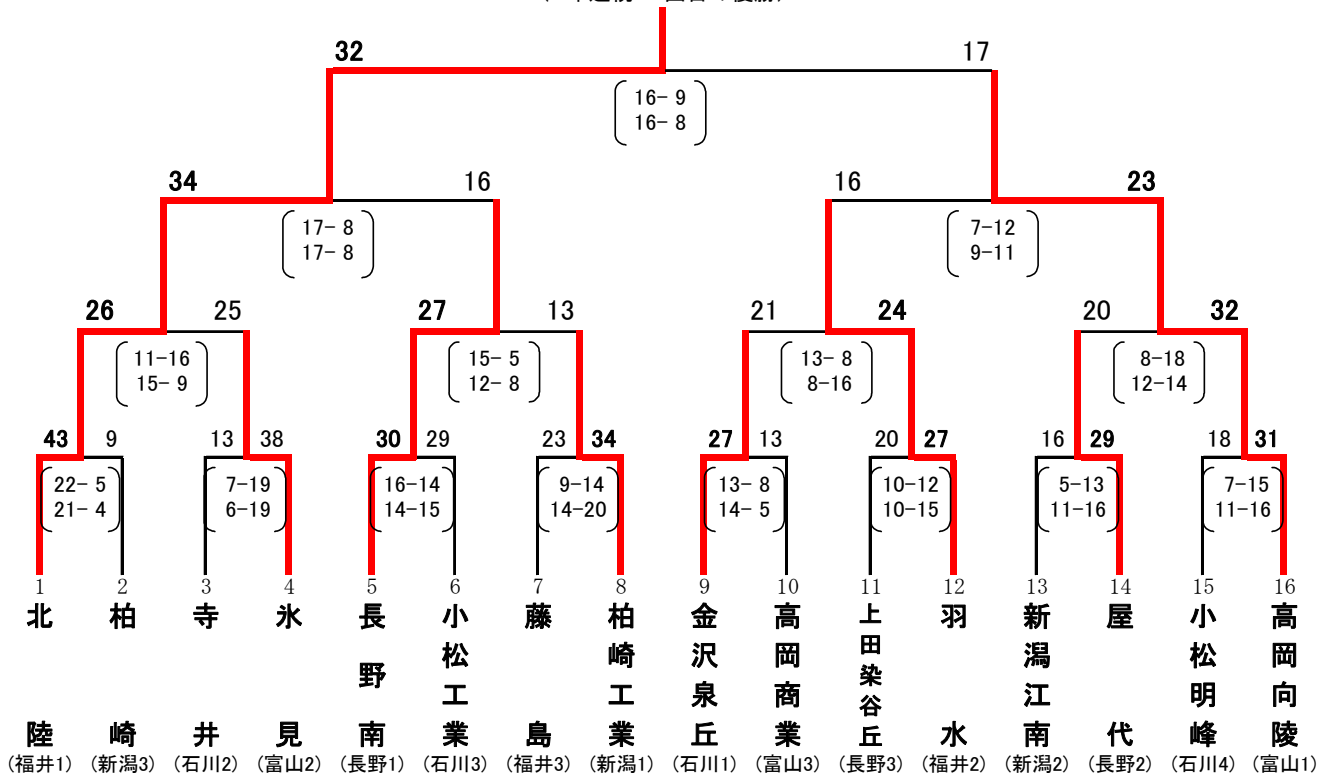 32 17
16- 9
16- 8
34 16 16 23
17- 8 7-12
17- 8 9-11
26 25 27 13 21 24 20 32
11-16 15- 5 13- 8 8-18
15- 9 12- 8 8-16 12-14
43 9 13 38 30 29 23 34 27 13 20 27 16 29 18 31
22- 5 7-19 16-14 9-14 13- 8 10-12 5-13 7-15
21- 4 6-19 14-15 14-20 14- 5 10-15 11-16 11-16
1 2 3 4 5 6 7 8 9 10 11 12 13 14 15 16
北陸
(福井1)
柏崎
(新潟3)
寺井
(石川2)
氷見
(富山2)
長野南
(長野1)
小松工業
(石川3)
藤島
(福井3)
柏崎工業
(新潟1)
金沢泉丘
(石川1)
高岡商業
(富山3)
上田染谷丘
(長野3)
羽水
(福井2)
新潟江南
(新潟2)
屋代
(長野2)
小松明峰
(石川4)
高岡向陵
(富山1)